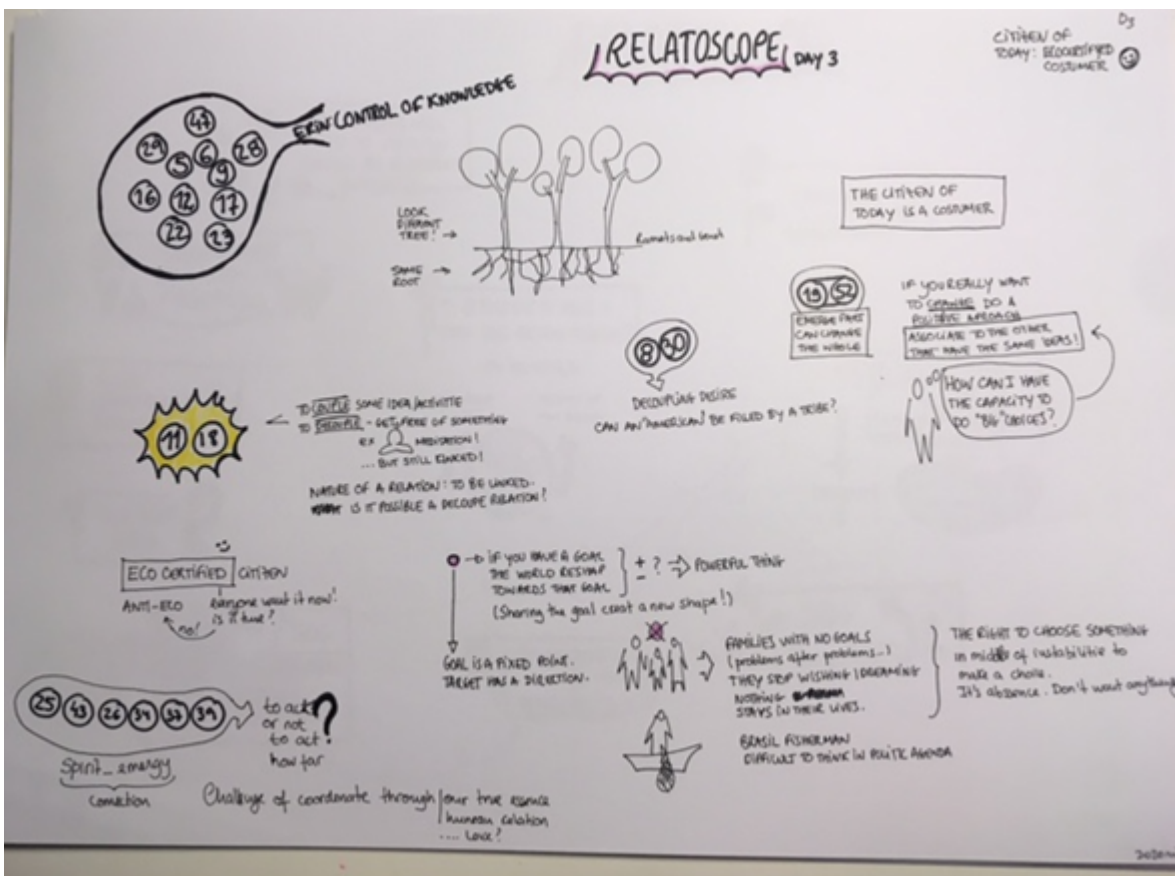 RELATOSCOPE DAY 3
D3
CITIZEN OF
TODAY: ECOCERTIFIED
COSTUMER
CONTROL OF KNOWLEDGE
47
29
5
6
28
9
16
12
17
22
23
LOOK
DIFFERENT
TREE!
SAME
ROOT
THE CITIZEN OF
TODAY IS A COSTUMER
19 52
EMERGE PART
CAN CHANGE
THE WHOLE
IF YOU REALLY WANT
TO CHANGE DO A
POSITIVE APROACH
ASSOCIATE TO THE OTHER
THAT HAVE THE SAME IDEAS!
HOW CAN I HAVE
THE CAPACITY TO
DO "BIG" CHOICES?
8 30
DECOUPLING DESIRE
CAN AN "AMERICAN" BE FILLED BY A TRIBE?
11 18
TO COUPLE SOME IDEA/ACTIVITIE
TO DECOUPLE - GET FREE OF SOMETHING
ex MEDITATION!
... BUT STILL LINKED!
NATURE OF A RELATION: TO BE LINKED.
IS IT POSSIBLE A DECOUPE RELATION?
ECO CERTIFIED CITIZEN
ANTI-ECO
everyone want it now!
is it true?
no!
IF YOU HAVE A GOAL
THE WORLD RESHAP
TOWARDS THAT GOAL
+ ?
-
POWERFUL THING
(Sharing the goal creat a new shape!)
GOAL IS A FIXED POINT.
TARGET HAS A DIRECTION.
FAMILIES WITH NO GOALS
(problems after problems...)
THEY STOP WISHING/DREAMING
NOTHING
STAYS IN THEIR LIVES.
THE RIGHT TO CHOOSE SOMETHING
in middle of instabilitie to
make a choise.
It's absence. Don't want anything
BRASIL FISHERMAN
DIFFICULT TO THINK IN POLITIC AGENDA
25 43 26 34 37 39
to act
or not
to act
how far
?
Spirit_energy
Conection
Challenge of coordenate through
our true essence
human relation
.... Love?